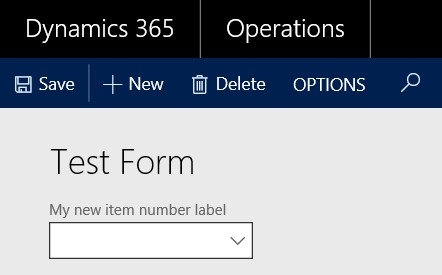 Dynamics 365 Operations
Save New Delete OPTIONS
Test Form
My new item number label